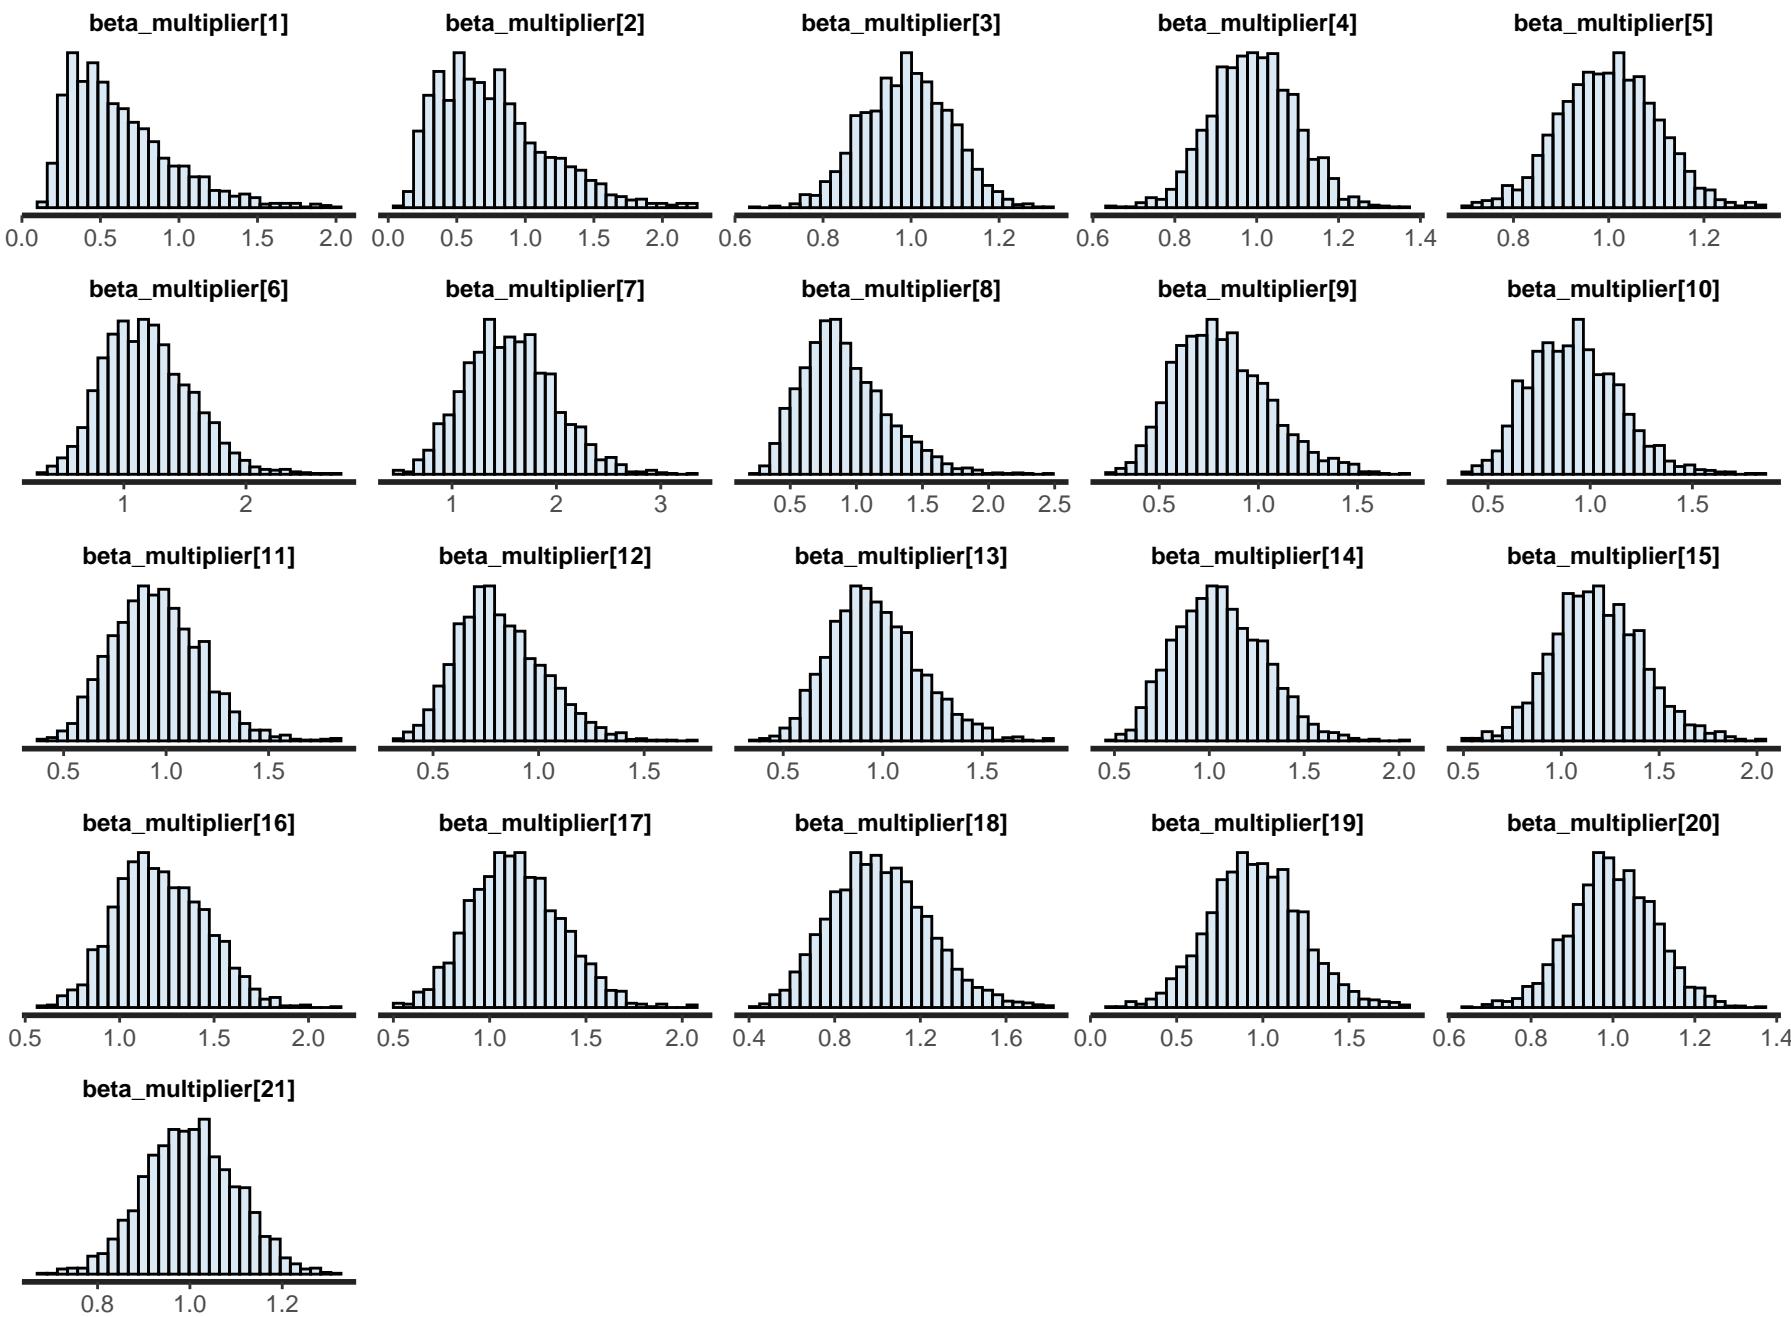 beta_multiplier[1] beta_multiplier[2] beta_multiplier[3] beta_multiplier[4] beta_multiplier[5]
0.0 0.5 1.0 1.5 2.0 0.0 0.5 1.0 1.5 2.0 0.6 0.8 1.0 1.2 0.6 0.8 1.0 1.2 1.4 0.8 1.0 1.2
beta_multiplier[6] beta_multiplier[7] beta_multiplier[8] beta_multiplier[9] beta_multiplier[10]
1 2 1 2 3 0.5 1.0 1.5 2.0 2.5 0.5 1.0 1.5 0.5 1.0 1.5
beta_multiplier[11] beta_multiplier[12] beta_multiplier[13] beta_multiplier[14] beta_multiplier[15]
0.5 1.0 1.5 0.5 1.0 1.5 0.5 1.0 1.5 0.5 1.0 1.5 2.0 0.5 1.0 1.5 2.0
beta_multiplier[16] beta_multiplier[17] beta_multiplier[18] beta_multiplier[19] beta_multiplier[20]
0.5 1.0 1.5 2.0 0.5 1.0 1.5 2.0 0.4 0.8 1.2 1.6 0.0 0.5 1.0 1.5 0.6 0.8 1.0 1.2 1.4
beta_multiplier[21]
0.8 1.0 1.2